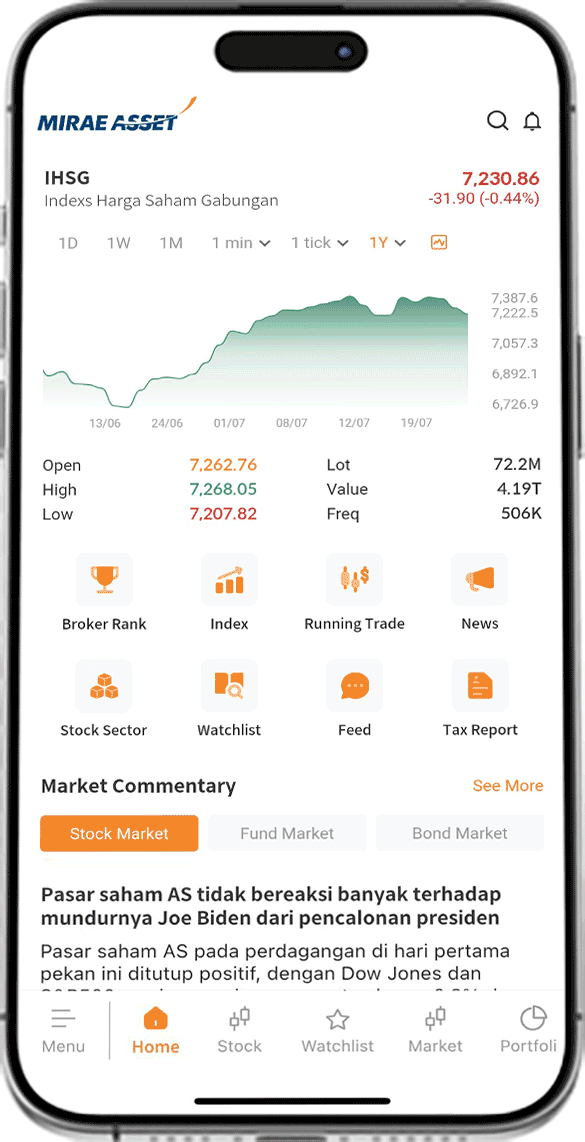 MIRAE ASSET
IHSG
7,230.86
Indexs Harga Saham Gabungan
-31.90 (-0.44%)
1D 1W 1M 1 min 1 tick 1Y
7,387.6
7,222.5
7,057.3
6,892.1
6,726.9
13/06 24/06 01/07 08/07 12/07 19/07
Open 7,262.76 Lot 72.2M
High 7,268.05 Value 4.19T
Low 7,207.82 Freq 506K
Broker Rank Index Running Trade News
Stock Sector Watchlist Feed Tax Report
Market Commentary See More
Stock Market Fund Market Bond Market
Pasar saham AS tidak bereaksi banyak terhadap
mundurnya Joe Biden dari pencalonan presiden
Pasar saham AS pada perdagangan di hari pertama
pekan ini ditutup positif, dengan Dow Jones dan
Menu Home Stock Watchlist Market Portfoli